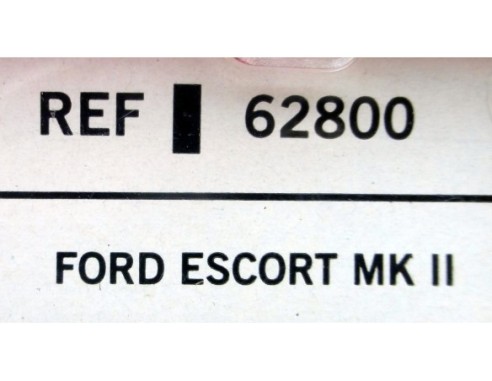 REF 62800
FORD ESCORT MK II